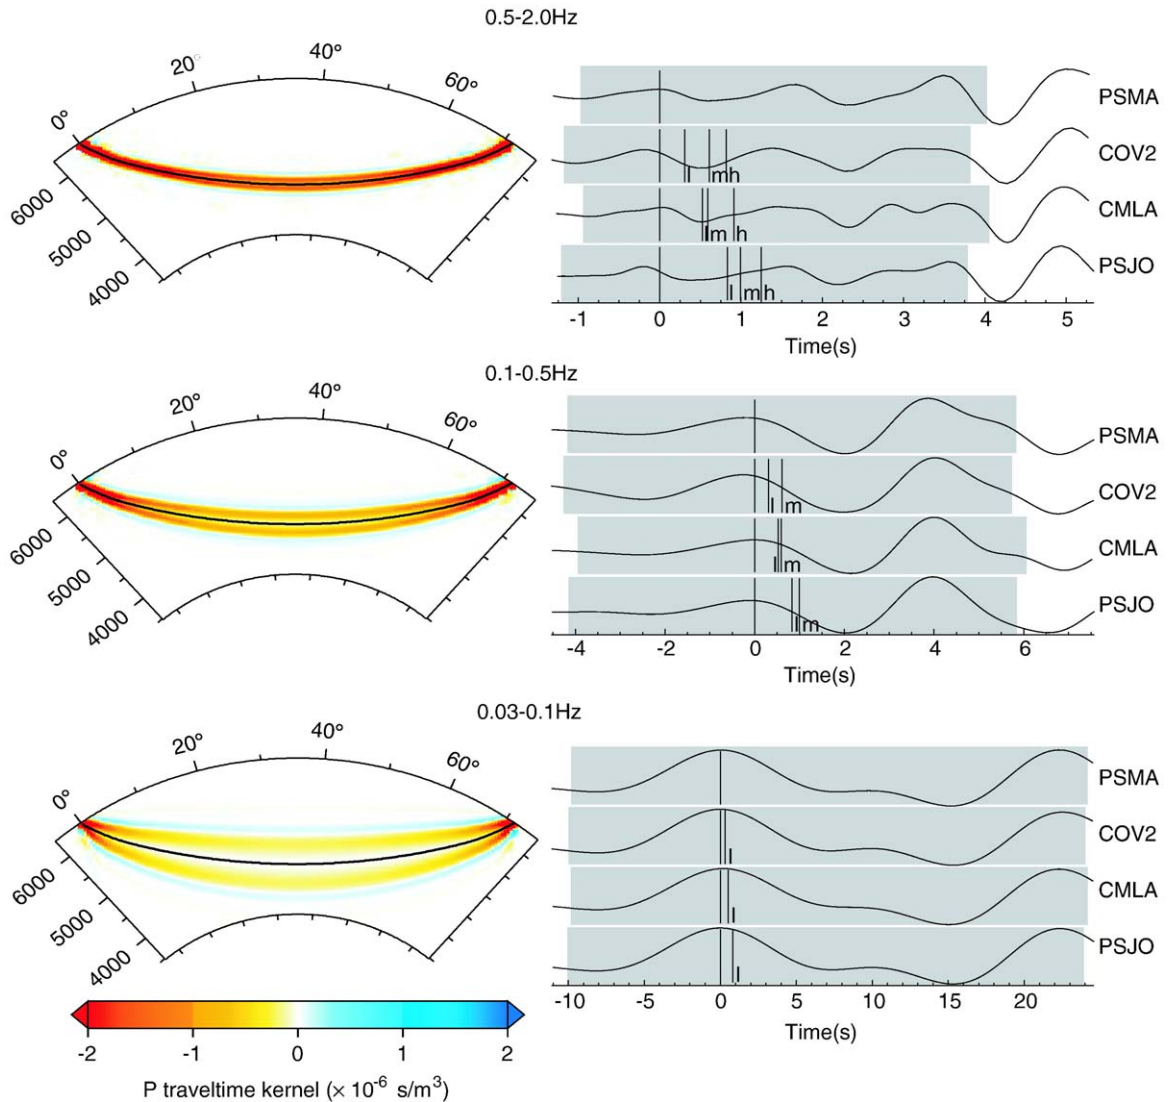 0.5-2.0Hz
0° 20° 40° 60°
6000
5000
4000
PSMA
COV2
l mh
CMLA
lm h
PSJO
l mh
-1 0 1 2 3 4 5
Time(s)
0.1-0.5Hz
0° 20° 40° 60°
6000
5000
4000
PSMA
COV2
l m
CMLA
l m
PSJO
l m
-4 -2 0 2 4 6
Time(s)
0.03-0.1Hz
0° 20° 40° 60°
6000
5000
4000
PSMA
COV2
l
CMLA
l
PSJO
l
-10 -5 0 5 10 15 20
Time(s)
-2 -1 0 1 2
P traveltime kernel (× 10⁻⁶ s/m³)